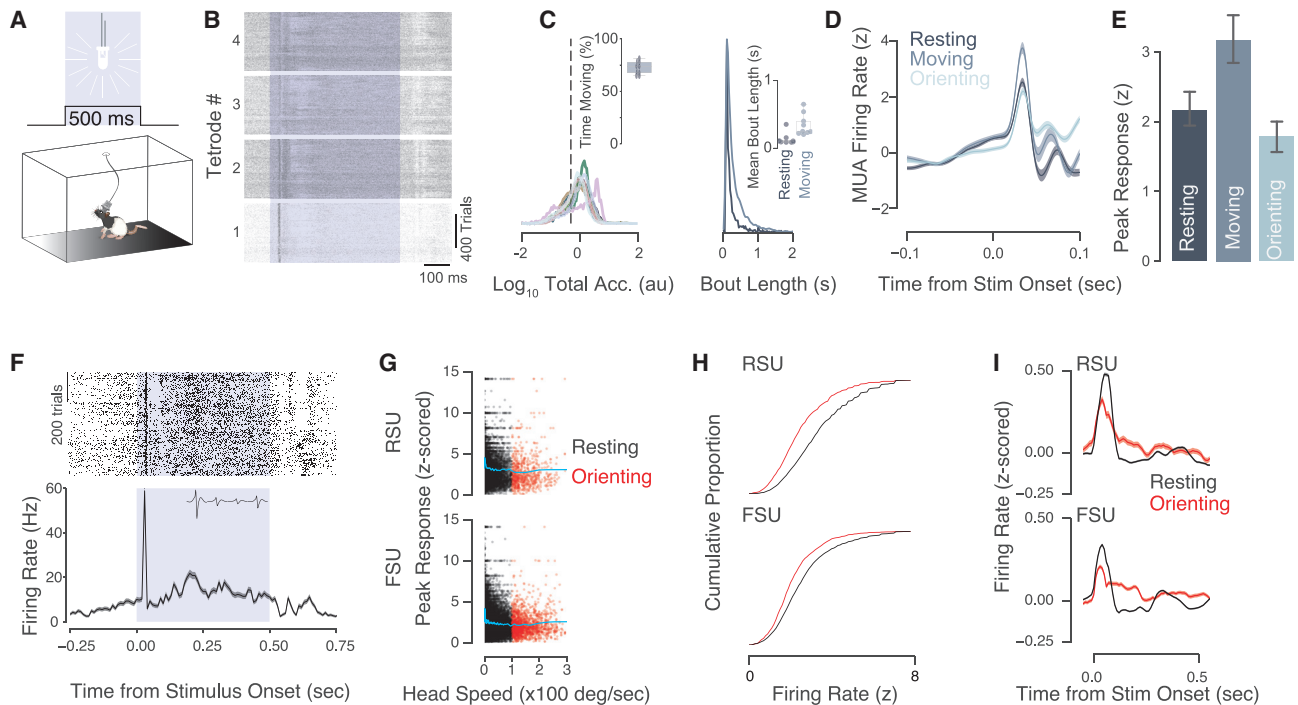 A
500 ms
B
Tetrode #
4
3
2
1
400 Trials
100 ms
C
Time Moving (%)
100
50
0
−2
0
2
Log10 Total Acc. (au)
Mean Bout Length (s)
1
0
Resting
Moving
0
1
2
Bout Length (s)
D
Resting
Moving
Orienting
MUA Firing Rate (z)
4
2
0
−2
−0.1
0.0
0.1
Time from Stim Onset (sec)
E
Peak Response (z)
3
2
1
0
Resting
Moving
Orienting
F
200 trials
Firing Rate (Hz)
60
40
20
0
−0.25
0.00
0.25
0.50
0.75
Time from Stimulus Onset (sec)
G
RSU
FSU
Peak Response (z-scored)
15
10
5
0
15
10
5
0
Resting
Orienting
0
1
2
3
Head Speed (x100 deg/sec)
H
RSU
FSU
Cumulative Proportion
0
8
Firing Rate (z)
I
RSU
0.50
0.00
−0.25
Resting
Orienting
FSU
0.50
0.00
−0.25
Firing Rate (z-scored)
0.0
0.5
Time from Stim Onset (sec)